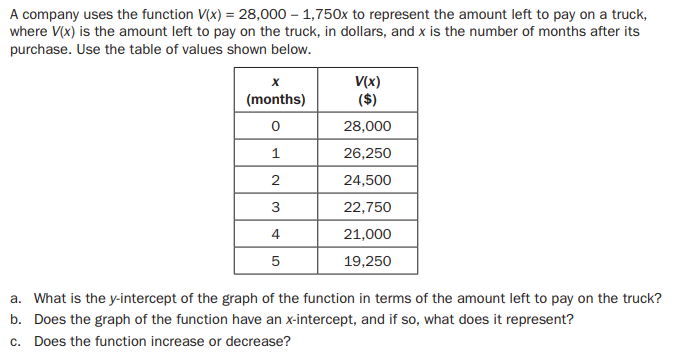 A company uses the function V(x) = 28,000 – 1,750x to represent the amount left to pay on a truck,
where V(x) is the amount left to pay on the truck, in dollars, and x is the number of months after its
purchase. Use the table of values shown below.
x V(x)
(months) ($)
0 28,000
1 26,250
2 24,500
3 22,750
4 21,000
5 19,250
a. What is the y-intercept of the graph of the function in terms of the amount left to pay on the truck?
b. Does the graph of the function have an x-intercept, and if so, what does it represent?
c. Does the function increase or decrease?